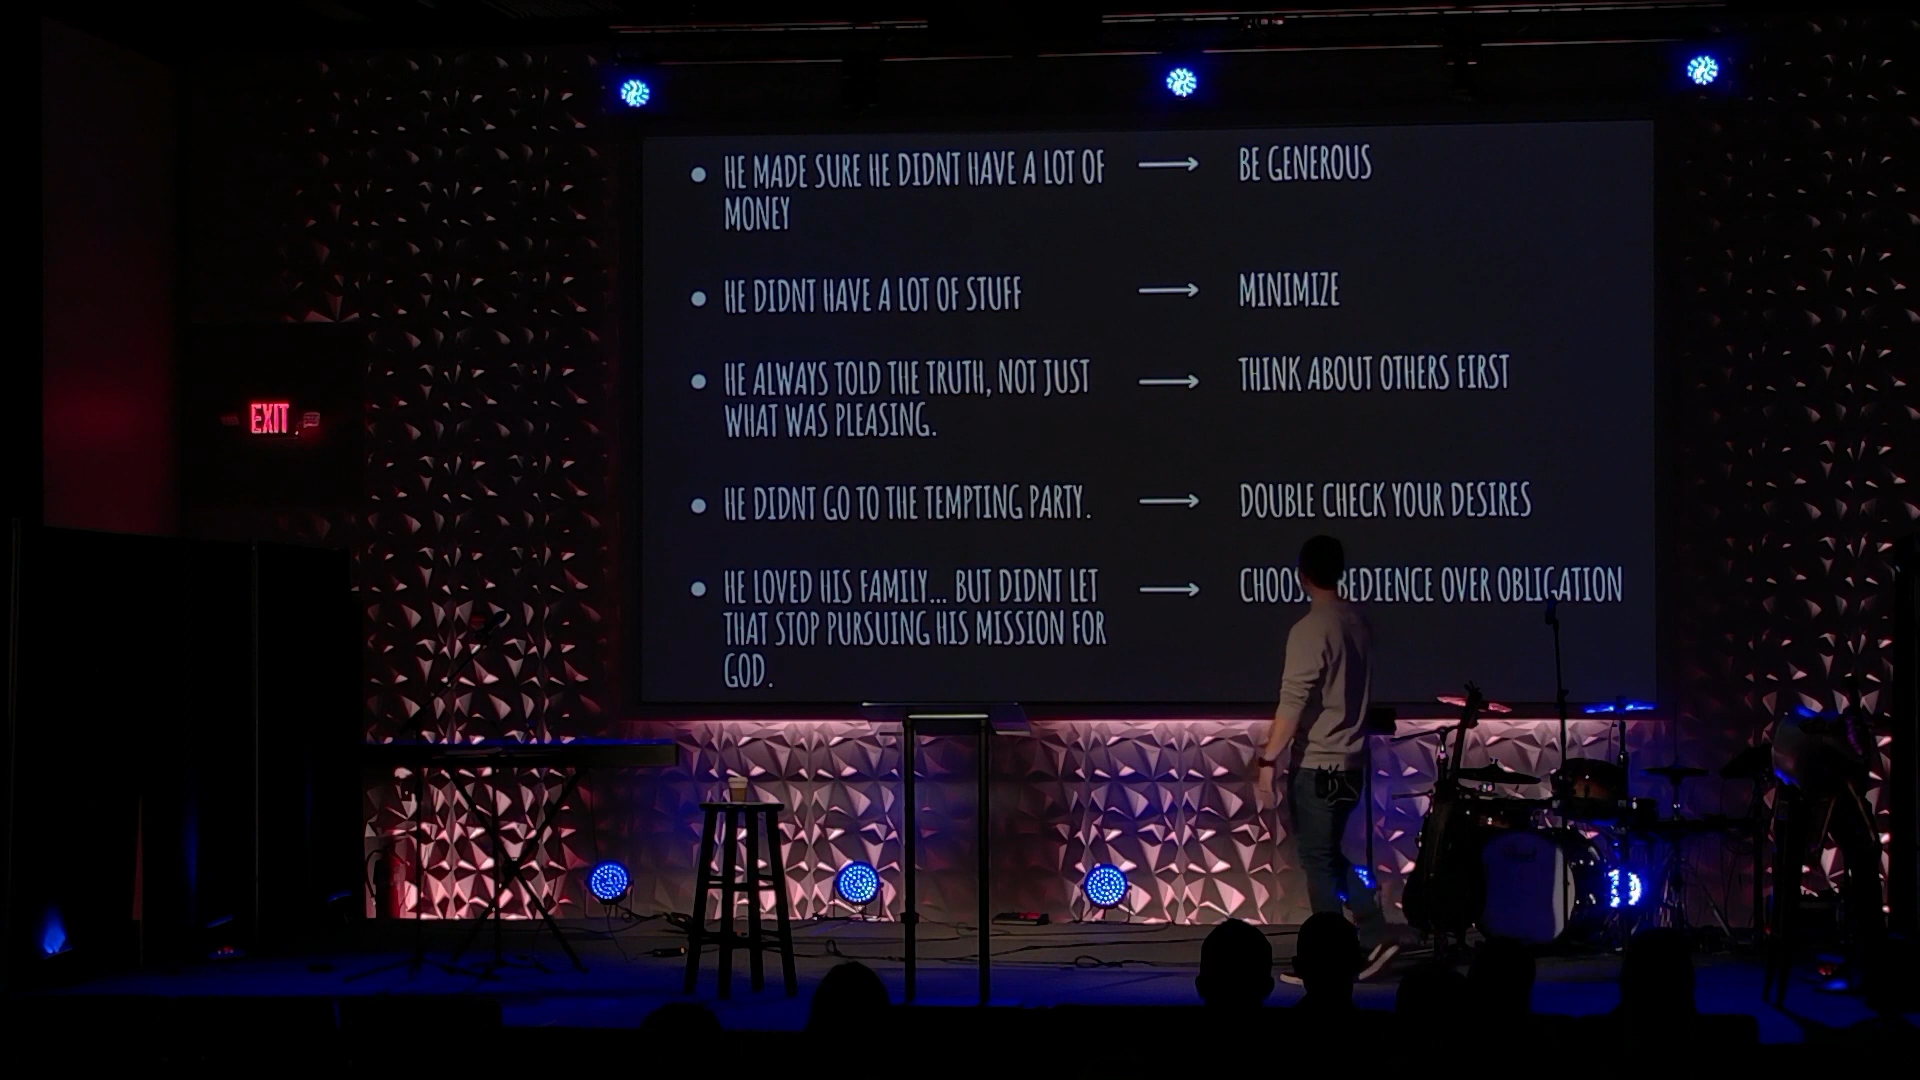 HE MADE SURE HE DIDNT HAVE A LOT OF → BE GENEROUS
MONEY
HE DIDNT HAVE A LOT OF STUFF → MINIMIZE
HE ALWAYS TOLD THE TRUTH, NOT JUST → THINK ABOUT OTHERS FIRST
WHAT WAS PLEASING.
HE DIDNT GO TO THE TEMPTING PARTY. → DOUBLE CHECK YOUR DESIRES
HE LOVED HIS FAMILY... BUT DIDNT LET → OVER OBLIGATION
THAT STOP PURSUING HIS MISSION FOR
GOD.
EXIT